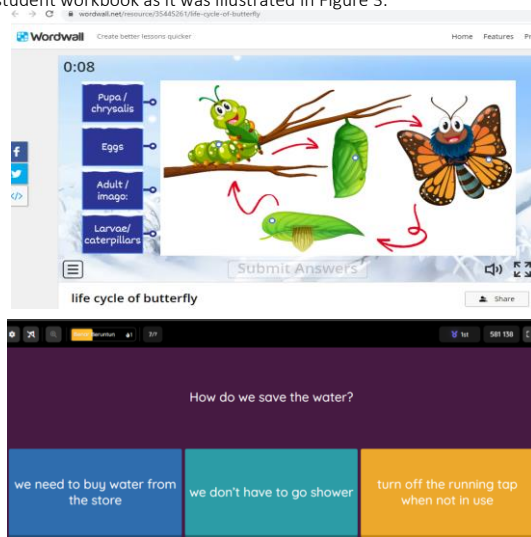 student workbook as it was illustrated in Figure 3.
wordwall.net/resource/35445261/life-cycle-of-butterfly
Wordwall Create better lessons quicker Home Features
0:08
Pupa /
chrysalis
Eggs
Adult /
imago:
Larvae/
caterpillars
Submit Answers
life cycle of butterfly
Share
1st 581 138
How do we save the water?
we need to buy water from
the store
we don't have to go shower
turn off the running tap
when not in use